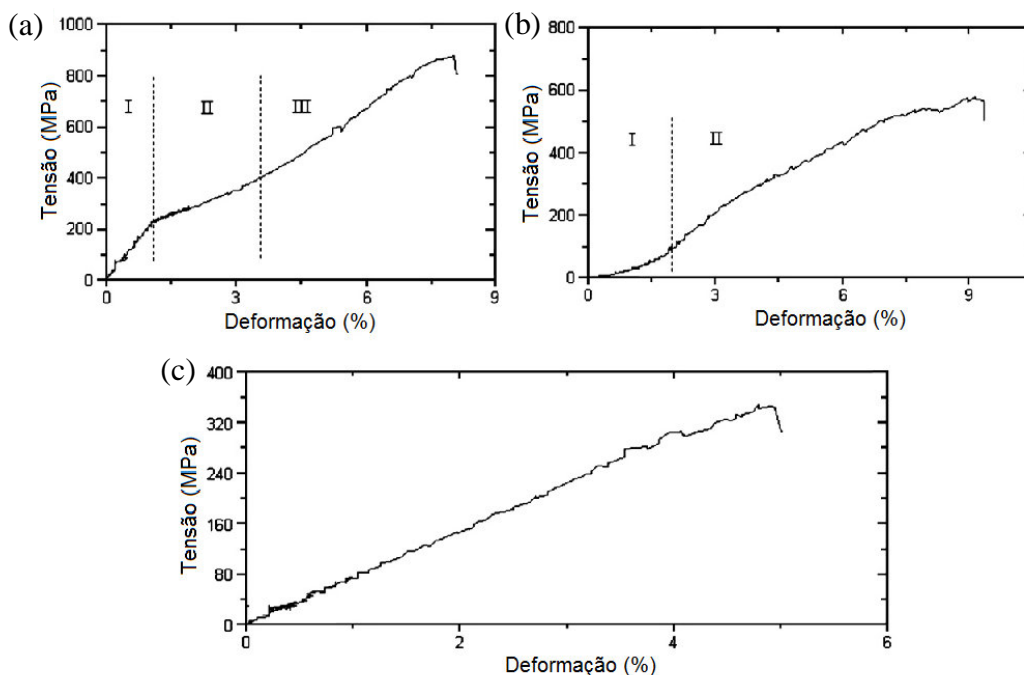 (a)
1000
800
600
400
200
0
I
II
III
0
3
6
9
Tensão (MPa)
Deformação (%)
(b)
800
600
400
200
0
I
II
0
3
6
9
Tensão (MPa)
Deformação (%)
(c)
400
320
240
160
80
0
0
2
4
6
Tensão (MPa)
Deformação (%)